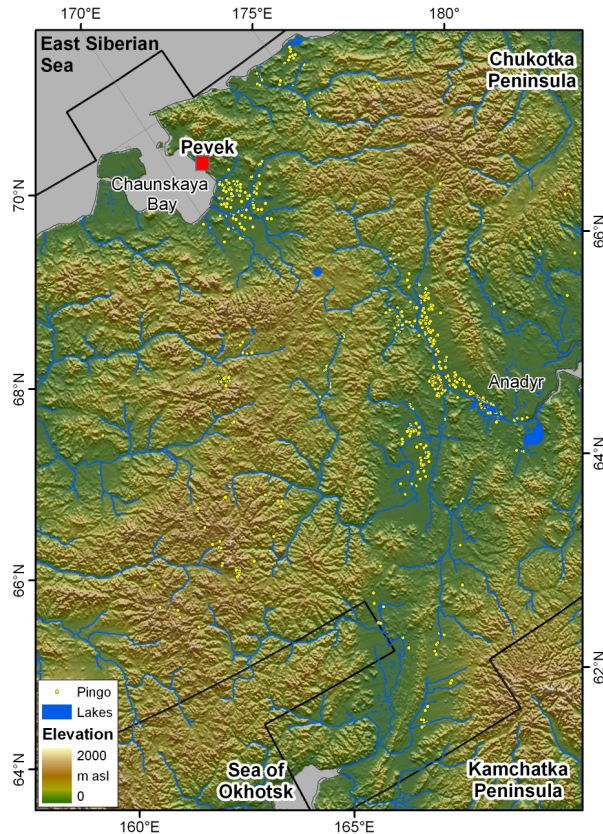 170°E
175°E
180°
East Siberian
Sea
Chukotka
Peninsula
Pevek
Chaunskaya
Bay
70°N
66°N
68°N
Anadyr
64°N
66°N
62°N
64°N
Pingo
Lakes
Elevation
2000
m asl
0
Sea of
Okhotsk
Kamchatka
Peninsula
160°E
165°E